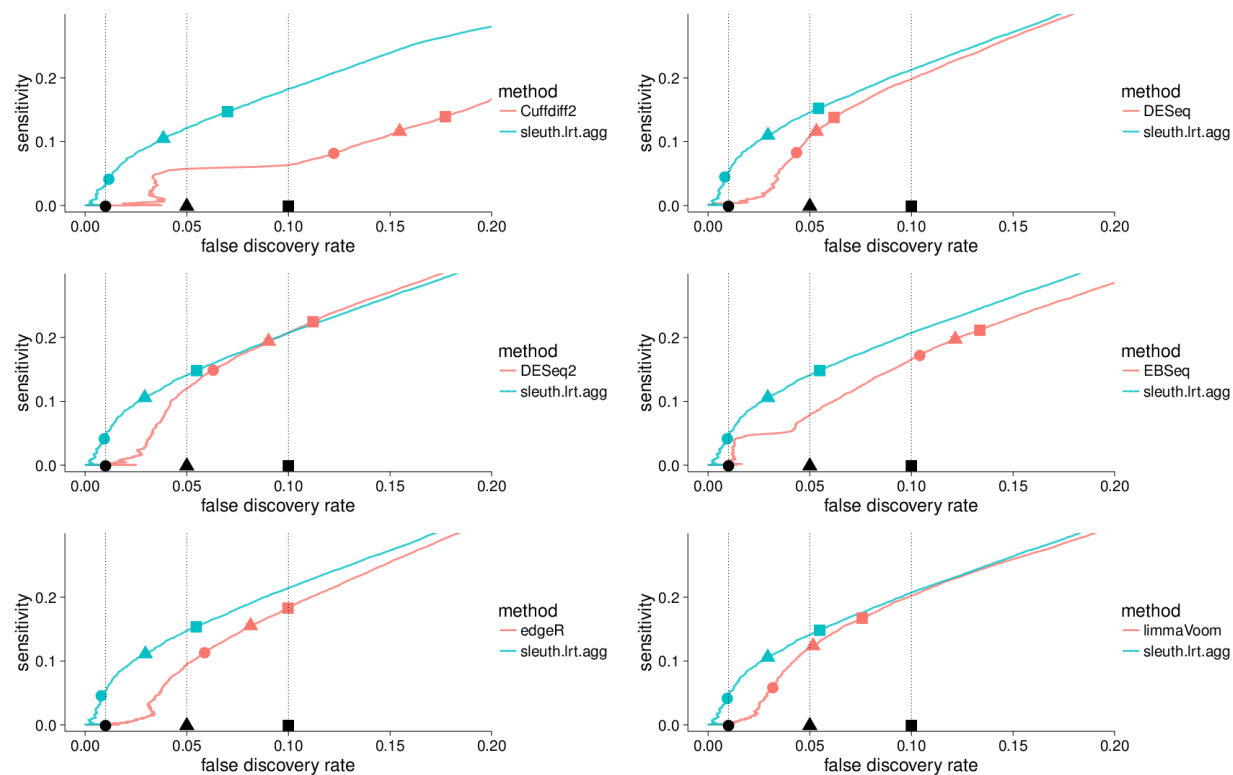 sensitivity
0.2
0.1
0.0
0.00 0.05 0.10 0.15 0.20
false discovery rate
method
Cuffdiff2
sleuth.lrt.agg
sensitivity
0.2
0.1
0.0
0.00 0.05 0.10 0.15 0.20
false discovery rate
method
DESeq
sleuth.lrt.agg
sensitivity
0.2
0.1
0.0
0.00 0.05 0.10 0.15 0.20
false discovery rate
method
DESeq2
sleuth.lrt.agg
sensitivity
0.2
0.1
0.0
0.00 0.05 0.10 0.15 0.20
false discovery rate
method
EBSeq
sleuth.lrt.agg
sensitivity
0.2
0.1
0.0
0.00 0.05 0.10 0.15 0.20
false discovery rate
method
edgeR
sleuth.lrt.agg
sensitivity
0.2
0.1
0.0
0.00 0.05 0.10 0.15 0.20
false discovery rate
method
limmaVoom
sleuth.lrt.agg